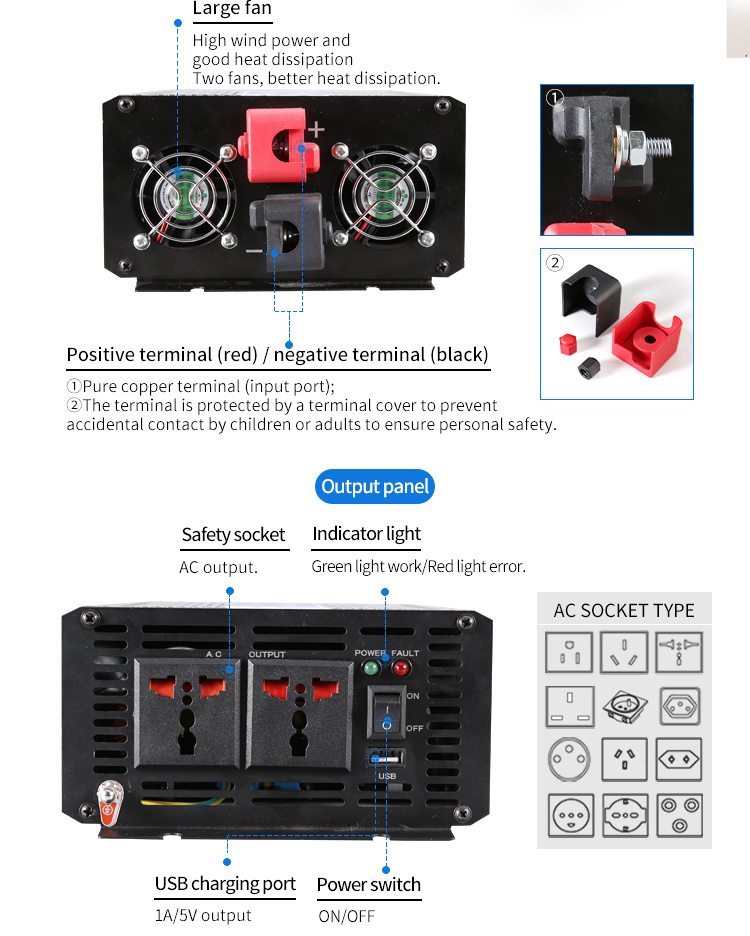 Large fan
High wind power and
good heat dissipation
Two fans, better heat dissipation.
+
−
①
②
Positive terminal (red) / negative terminal (black)
①Pure copper terminal (input port);
②The terminal is protected by a terminal cover to prevent
accidental contact by children or adults to ensure personal safety.
Output panel
Safety socket
AC output.
Indicator light
Green light work/Red light error.
AC OUTPUT
POWER FAULT
ON
OFF
USB
AC SOCKET TYPE
USB charging port
1A/5V output
Power switch
ON/OFF